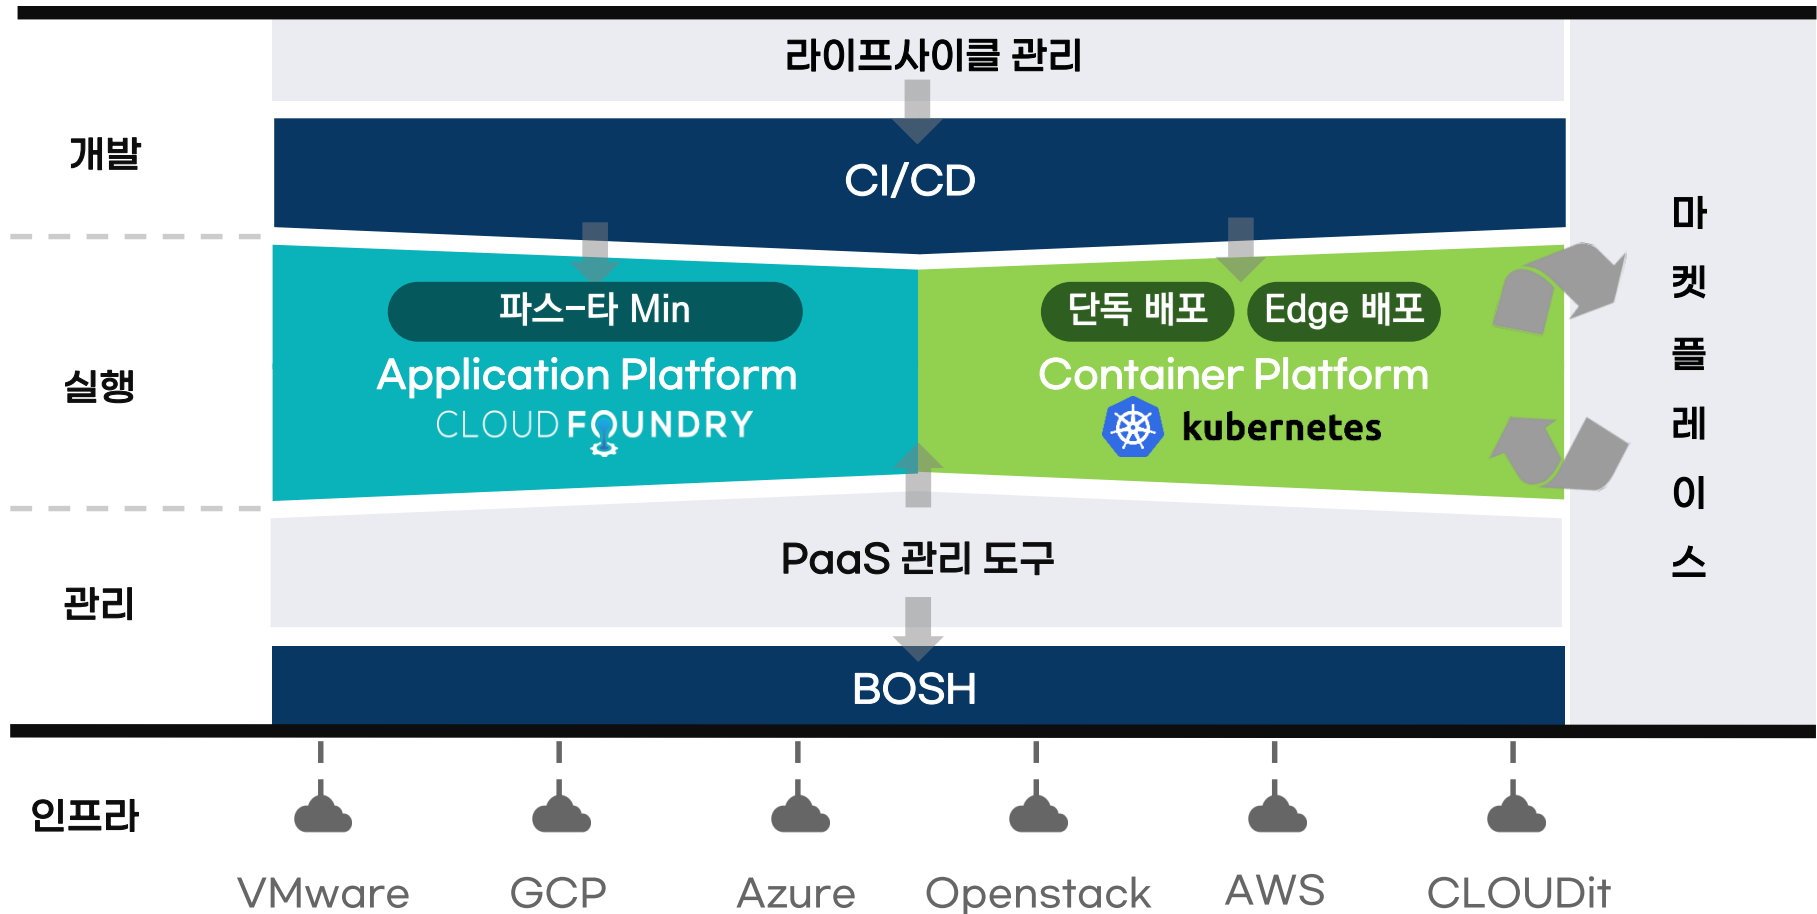 라이프사이클 관리
개발
CI/CD
파스-타 Min
단독 배포
Edge 배포
실행
Application Platform
Container Platform
CLOUD FOUNDRY
kubernetes
마켓플레이스
PaaS 관리 도구
관리
BOSH
인프라
VMware
GCP
Azure
Openstack
AWS
CLOUDit